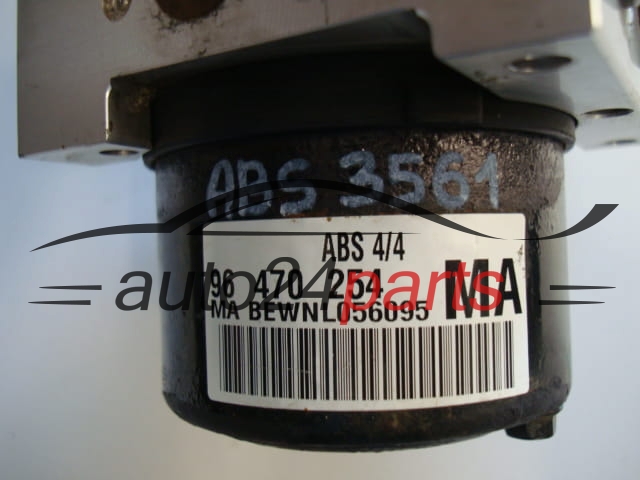 ABS 3561
ABS 4/4
96 470 254
MA
auto24parts
MA BEWNL056095